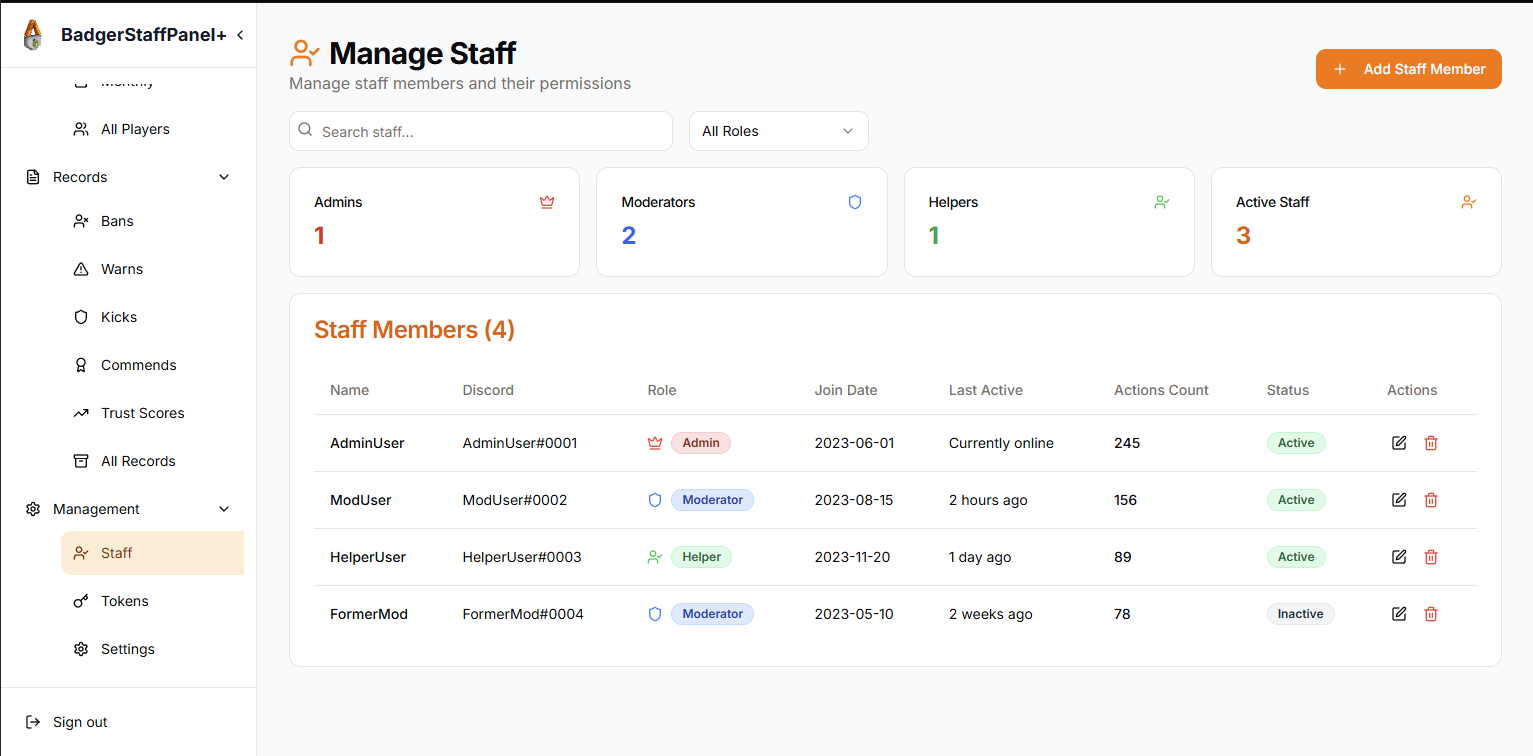 BadgerStaffPanel+
Monthly
All Players
Records
Bans
Warns
Kicks
Commends
Trust Scores
All Records
Management
Staff
Tokens
Settings
Sign out
Manage Staff
Manage staff members and their permissions
Add Staff Member
Search staff...
All Roles
Admins
1
Moderators
2
Helpers
1
Active Staff
3
Staff Members (4)
Name Discord Role Join Date Last Active Actions Count Status Actions
AdminUser AdminUser#0001 Admin 2023-06-01 Currently online 245 Active
ModUser ModUser#0002 Moderator 2023-08-15 2 hours ago 156 Active
HelperUser HelperUser#0003 Helper 2023-11-20 1 day ago 89 Active
FormerMod FormerMod#0004 Moderator 2023-05-10 2 weeks ago 78 Inactive